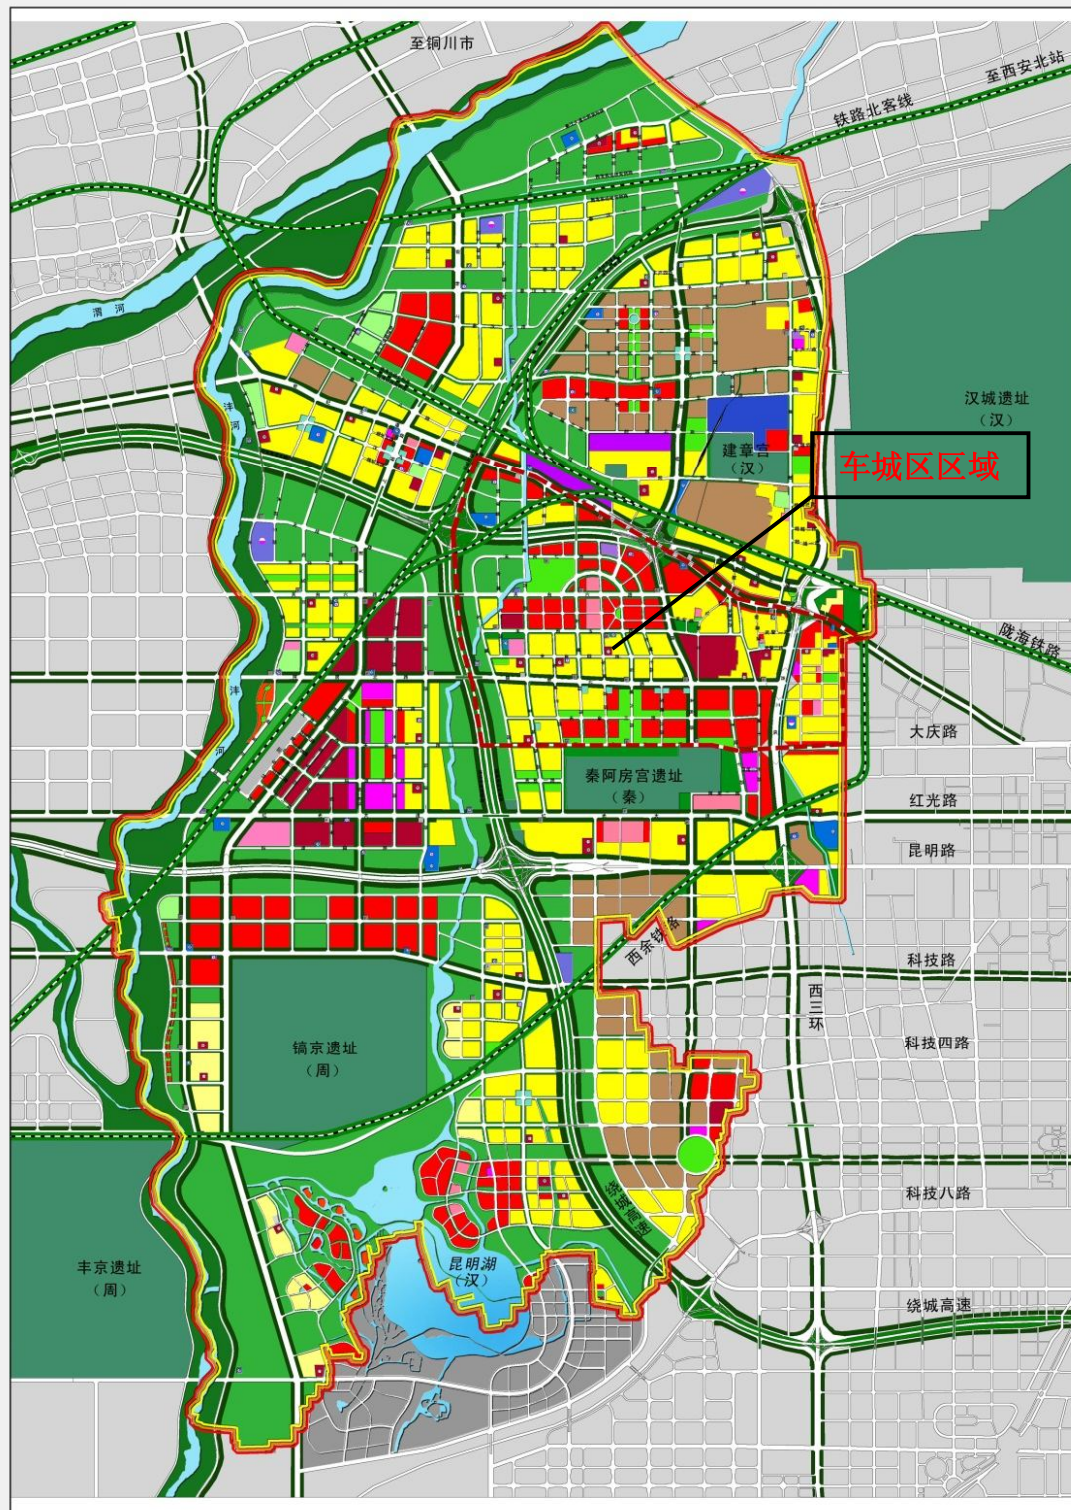 至铜川市
至西安北站
铁路北客线
渭河
沣河
汉城遗址
（汉）
建章宫
（汉）
车城区区域
陇海铁路
沣河
大庆路
秦阿房宫遗址
（秦）
红光路
昆明路
西余铁路
科技路
西三环
镐京遗址
（周）
科技四路
科技八路
绕城高速
丰京遗址
（周）
昆明湖
（汉）
绕城高速